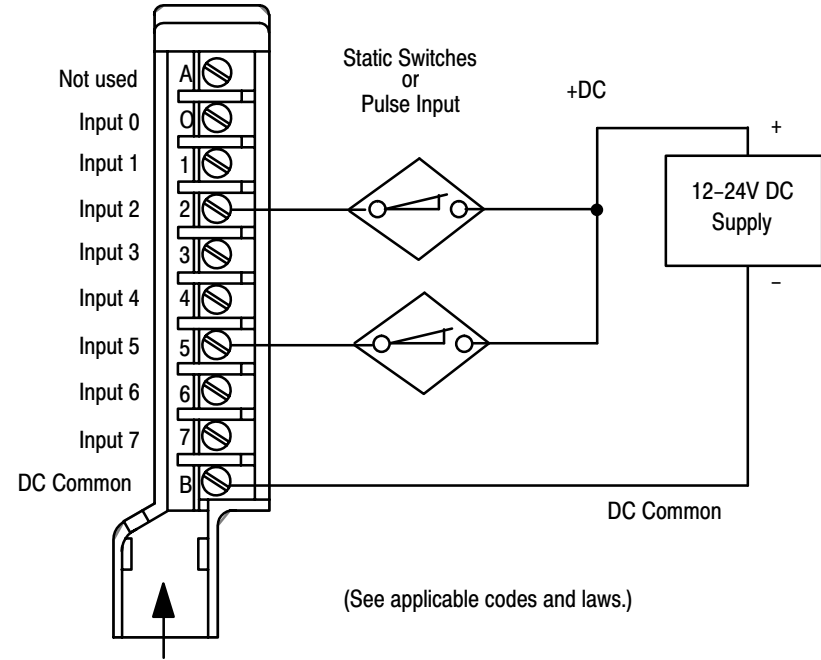 Static Switches
or
Pulse Input
+DC
Not used
A
Input 0
O
Input 1
1
Input 2
2
Input 3
3
Input 4
4
Input 5
5
Input 6
6
Input 7
7
DC Common
B
+
12–24V DC
Supply
–
DC Common
(See applicable codes and laws.)